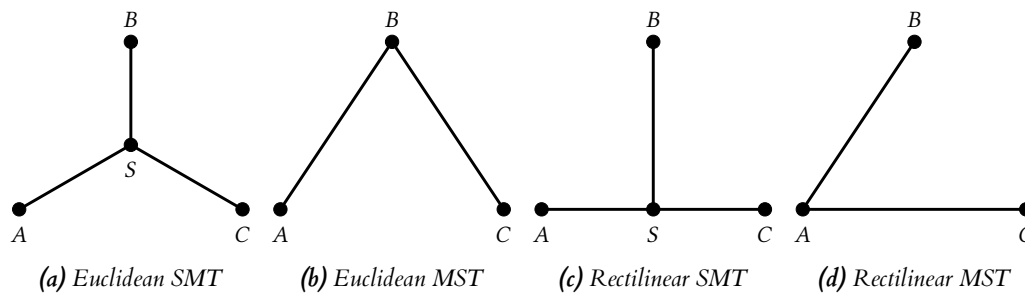 B B B B
S
A C A C A S C A C
(a) Euclidean SMT (b) Euclidean MST (c) Rectilinear SMT (d) Rectilinear MST